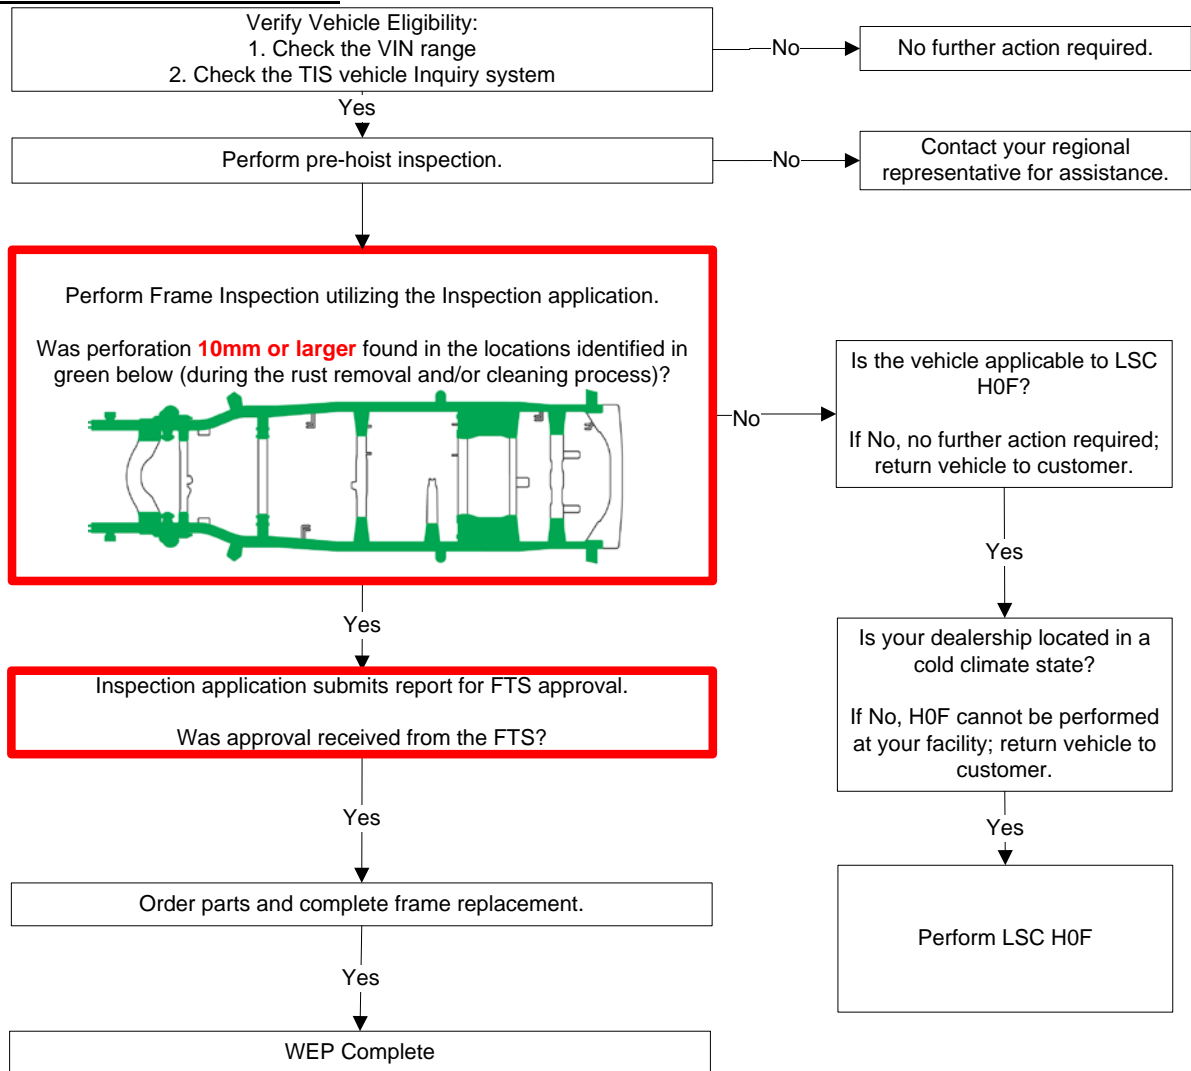 Verify Vehicle Eligibility:
1. Check the VIN range
2. Check the TIS vehicle Inquiry system
No
No further action required.
Yes
Perform pre-hoist inspection.
No
Contact your regional
representative for assistance.
Perform Frame Inspection utilizing the Inspection application.
Was perforation 10mm or larger found in the locations identified in
green below (during the rust removal and/or cleaning process)?
No
Is the vehicle applicable to LSC
H0F?
If No, no further action required;
return vehicle to customer.
Yes
Yes
Is your dealership located in a
cold climate state?
If No, H0F cannot be performed
at your facility; return vehicle to
customer.
Inspection application submits report for FTS approval.
Was approval received from the FTS?
Yes
Yes
Order parts and complete frame replacement.
Perform LSC H0F
Yes
WEP Complete